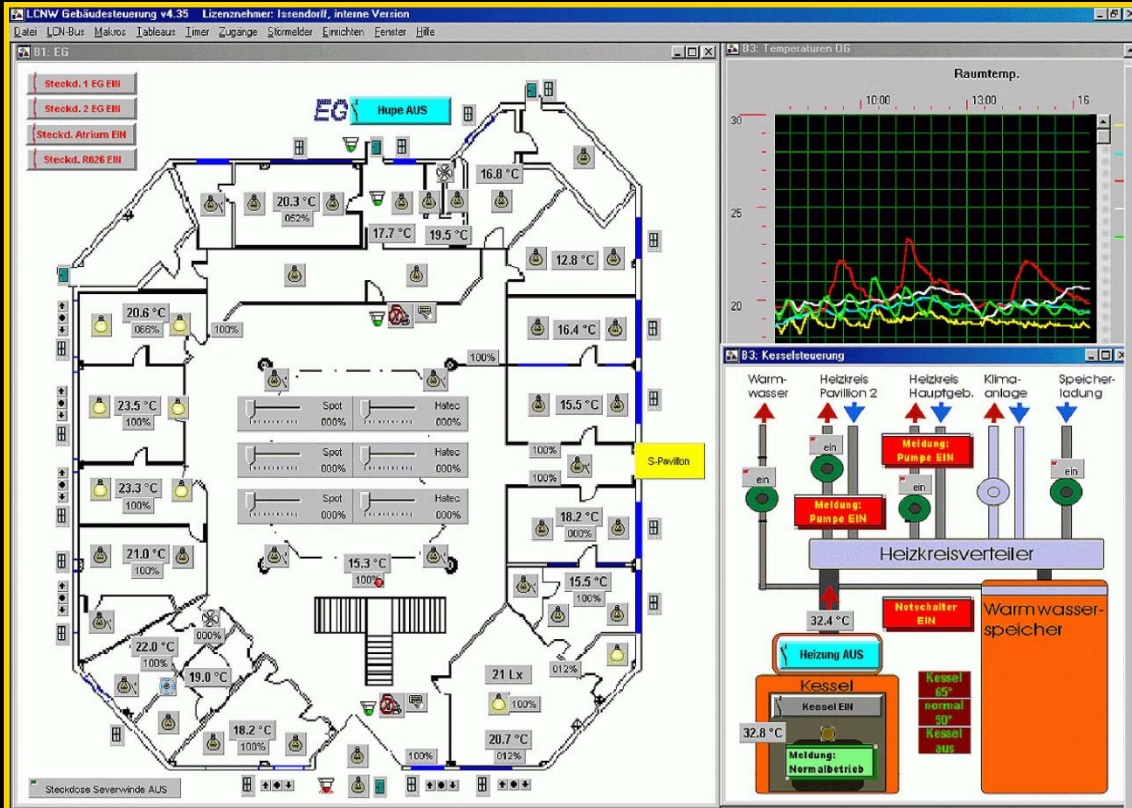 LCNW Gebäudesteuerung v4.35 Lizenznehmer: Issendorff, interne Version
Datei LCN-Bus Makros Tableaus Timer Zugange Störmelder Einrichten Fenster Hilfe
B1: EG
Steckd. 1 EG EIN
Steckd. 2 EG EIN
Steckd. Atrium EIN
Steckd. R026 EIN
EG
Hupe AUS
16.8 °C
20.3 °C
052%
17.7 °C
19.5 °C
12.8 °C
20.6 °C
066%
100%
16.4 °C
100%
23.5 °C
100%
Spot
000%
Hatec
000%
15.5 °C
Spot
000%
Hatec
000%
100%
100%
S-Pavillon
23.3 °C
100%
Spot
000%
Hatec
000%
18.2 °C
000%
21.0 °C
100%
15.3 °C
100%
15.5 °C
100%
000%
22.0 °C
100%
19.0 °C
012%
21 Lx
100%
18.2 °C
100%
20.7 °C
012%
100%
Steckdose Severwinde AUS
B3: Temperaturen OG
Raumtemp.
10:00 13:00 16
30
25
20
B3: Kesselsteuerung
Warm-
wasser
Heizkreis
Pavillion 2
Heizkreis
Hauptgeb.
Klima-
anlage
Speicher-
ladung
ein
ein
ein
ein
Meldung:
Pumpe EIN
Meldung:
Pumpe EIN
Heizkreisverteiler
32.4 °C
Notschalter
EIN
Warmwasser-
speicher
Heizung AUS
Kessel
Kessel EIN
32.8 °C
Meldung:
Normalbetrieb
Kessel
65°
normal
50°
Kessel
aus